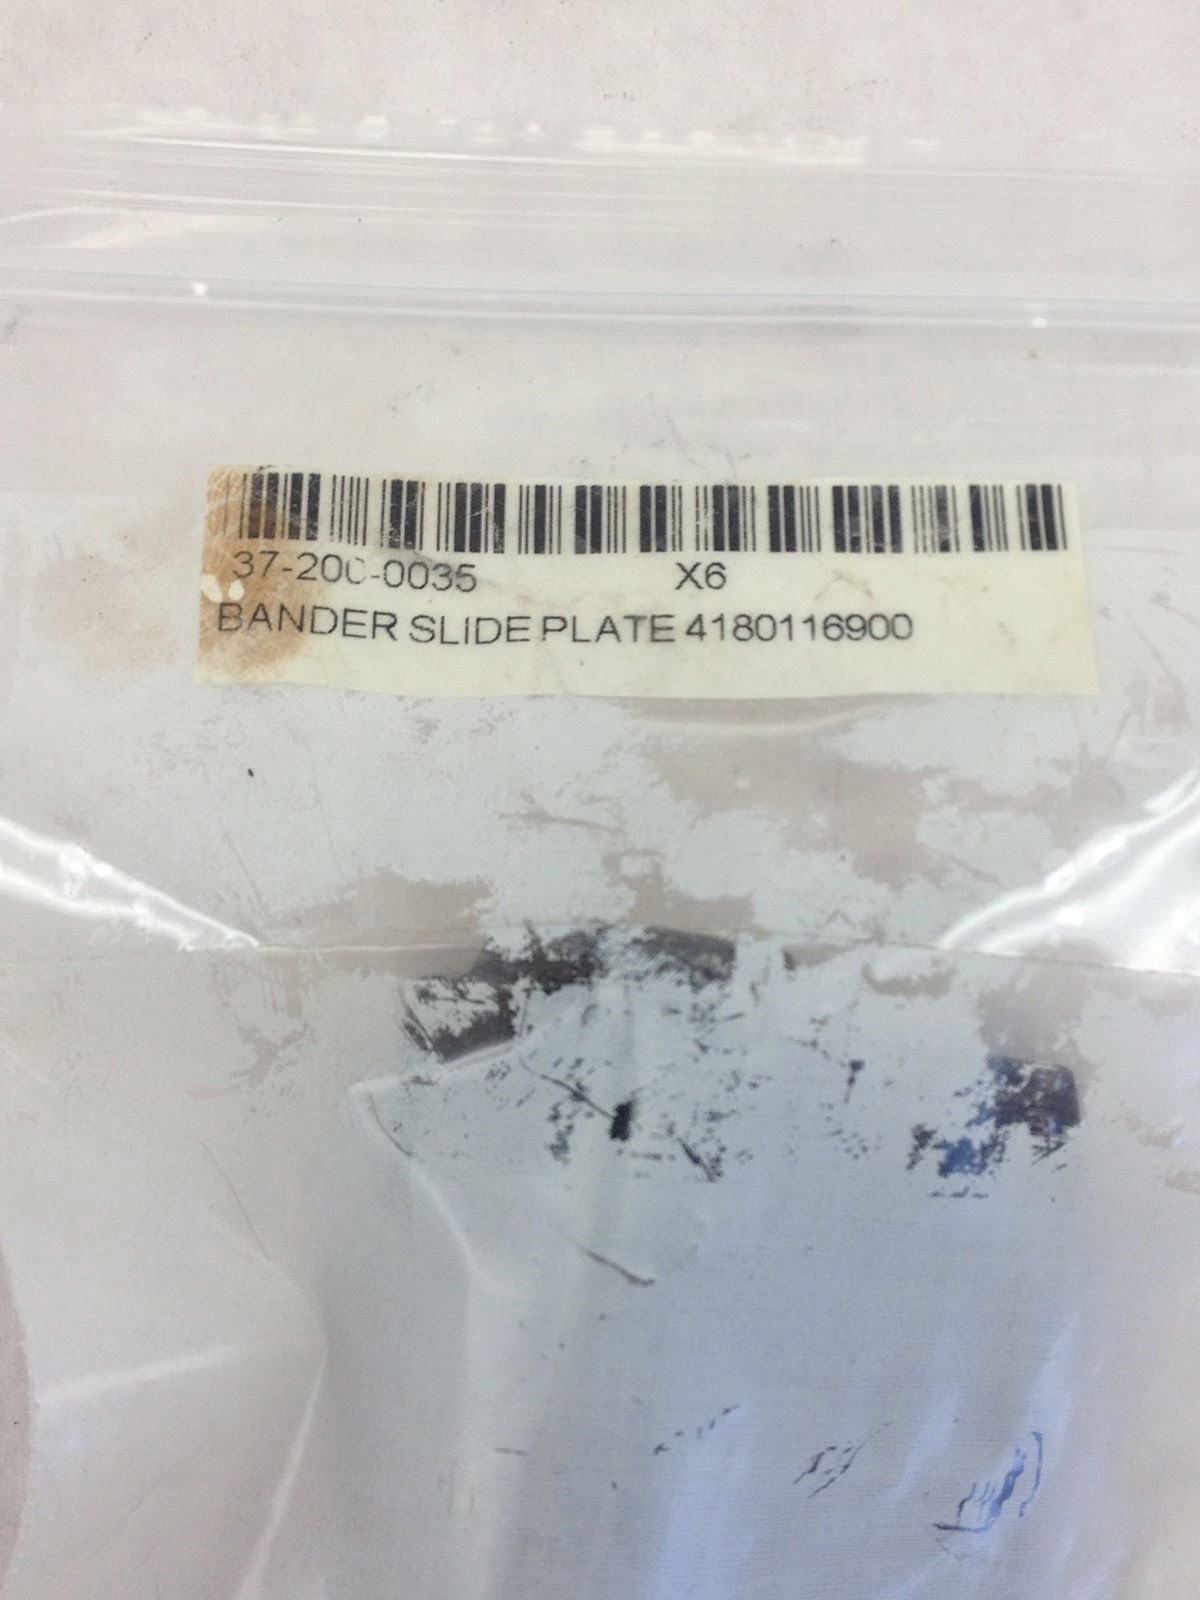 37-200-0035 X6
BANDER SLIDE PLATE 4180116900